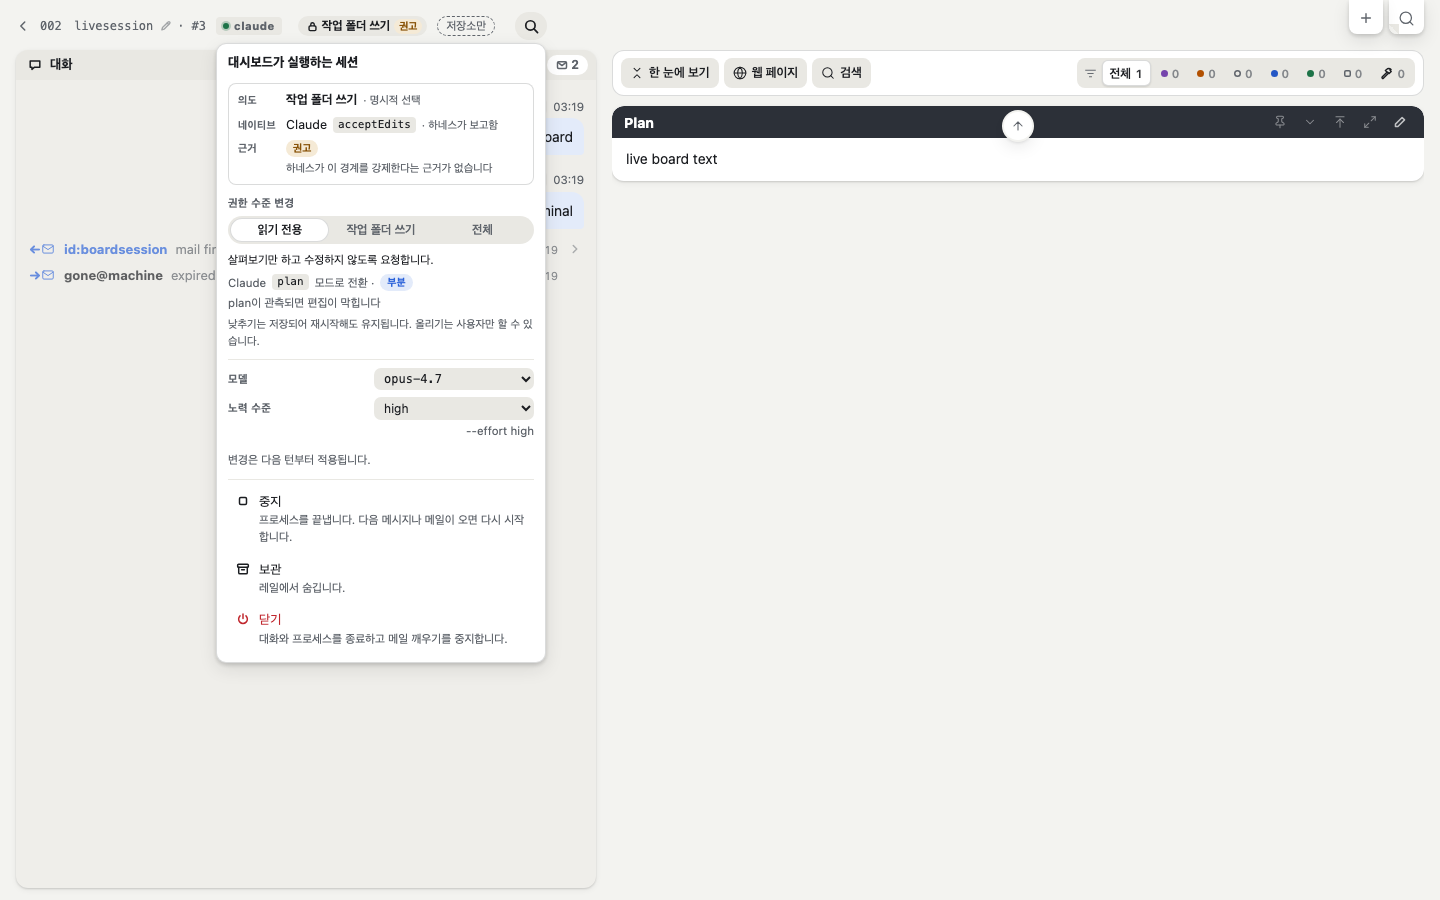 002 livesession · #3 claude 작업 폴더 쓰기 권고 저장소만
대화
2
대시보드가 실행하는 세션
의도 작업 폴더 쓰기 · 명시적 선택
네이티브 Claude acceptEdits · 하네스가 보고함
근거 권고
하네스가 이 경계를 강제한다는 근거가 없습니다
권한 수준 변경
읽기 전용 작업 폴더 쓰기 전체
살펴보기만 하고 수정하지 않도록 요청합니다.
Claude plan 모드로 전환 · 부분
plan이 관측되면 편집이 막힙니다
낮추기는 저장되어 재시작해도 유지됩니다. 올리기는 사용자만 할 수 있
습니다.
모델 opus-4.7
노력 수준 high
--effort high
변경은 다음 턴부터 적용됩니다.
중지
프로세스를 끝냅니다. 다음 메시지나 메일이 오면 다시 시작
합니다.
보관
레일에서 숨깁니다.
닫기
대화와 프로세스를 종료하고 메일 깨우기를 중지합니다.
03:19
oard
03:19
ninal
id:boardsession mail fir 19
gone@machine expired 19
한 눈에 보기 웹 페이지 검색 전체 1 0 0 0 0 0 0 0
Plan
live board text